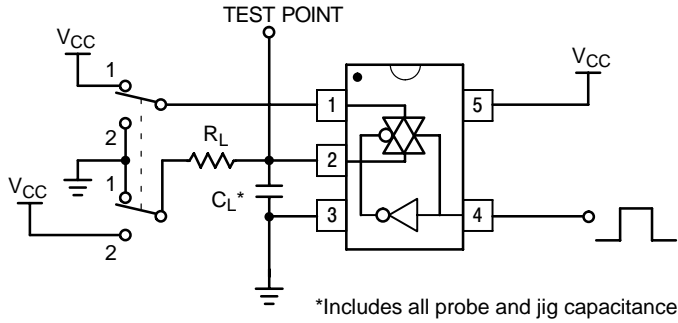 TEST POINT
VCC
1
2
VCC
1
2
RL
CL*
1
2
3
5
4
VCC
*Includes all probe and jig capacitance